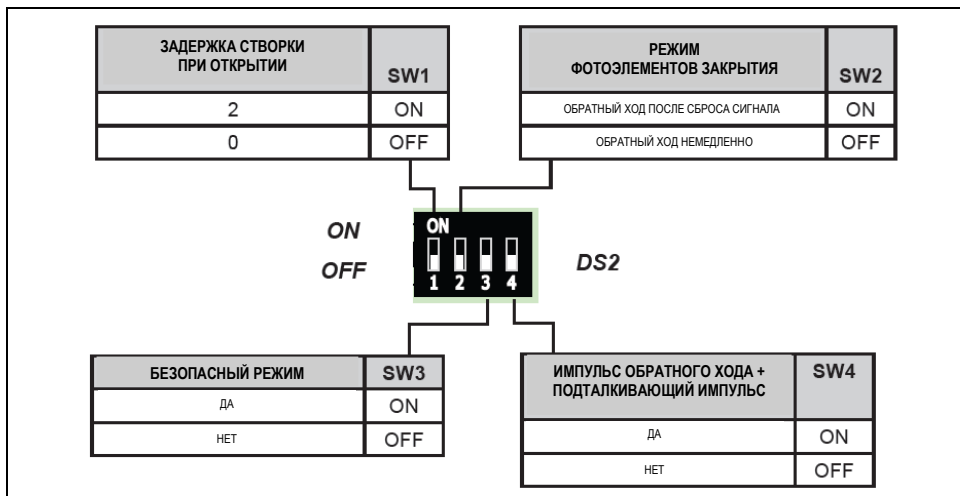 ЗАДЕРЖКА СТВОРКИ
ПРИ ОТКРЫТИИ
SW1
2
ON
0
OFF
РЕЖИМ
ФОТОЭЛЕМЕНТОВ ЗАКРЫТИЯ
SW2
ОБРАТНЫЙ ХОД ПОСЛЕ СБРОСА СИГНАЛА
ON
ОБРАТНЫЙ ХОД НЕМЕДЛЕННО
OFF
ON
OFF
ON
1 2 3 4
DS2
БЕЗОПАСНЫЙ РЕЖИМ
SW3
ДА
ON
НЕТ
OFF
ИМПУЛЬС ОБРАТНОГО ХОДА +
ПОДТАЛКИВАЮЩИЙ ИМПУЛЬС
SW4
ДА
ON
НЕТ
OFF